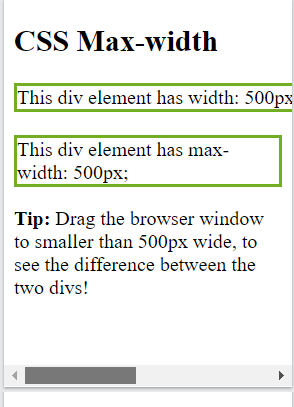 CSS Max-width
This div element has width: 500px
This div element has max-
width: 500px;
Tip: Drag the browser window
to smaller than 500px wide, to
see the difference between the
two divs!